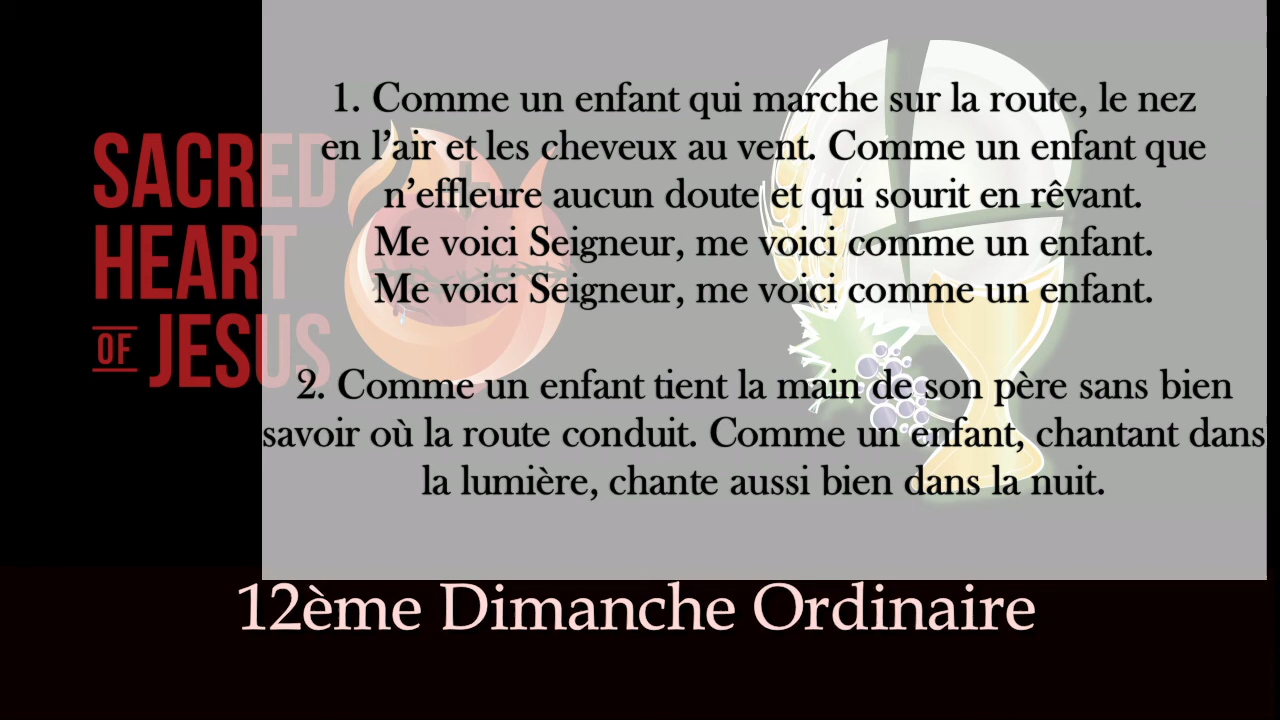 SACRED
HEART
OF JESUS
1. Comme un enfant qui marche sur la route, le nez
en l’air et les cheveux au vent. Comme un enfant que
n’effleure aucun doute et qui sourit en rêvant.
Me voici Seigneur, me voici comme un enfant.
Me voici Seigneur, me voici comme un enfant.
2. Comme un enfant tient la main de son père sans bien
savoir où la route conduit. Comme un enfant, chantant dans
la lumière, chante aussi bien dans la nuit.
12ème Dimanche Ordinaire